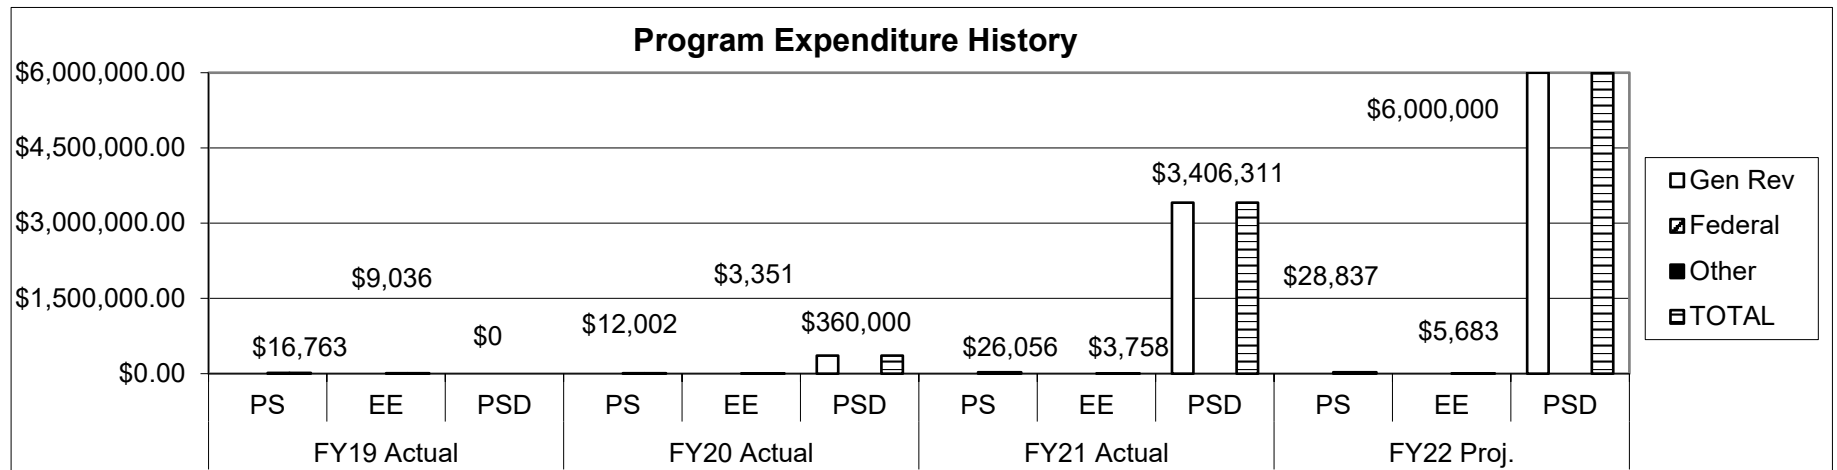 Program Expenditure History
$6,000,000.00
$4,500,000.00
$3,000,000.00
$1,500,000.00
$0.00
$16,763
$9,036
$0
$12,002
$3,351
$360,000
$26,056
$3,758
$3,406,311
$28,837
$5,683
$6,000,000
PS EE PSD PS EE PSD PS EE PSD PS EE PSD
FY19 Actual FY20 Actual FY21 Actual FY22 Proj.
Gen Rev
Federal
Other
TOTAL